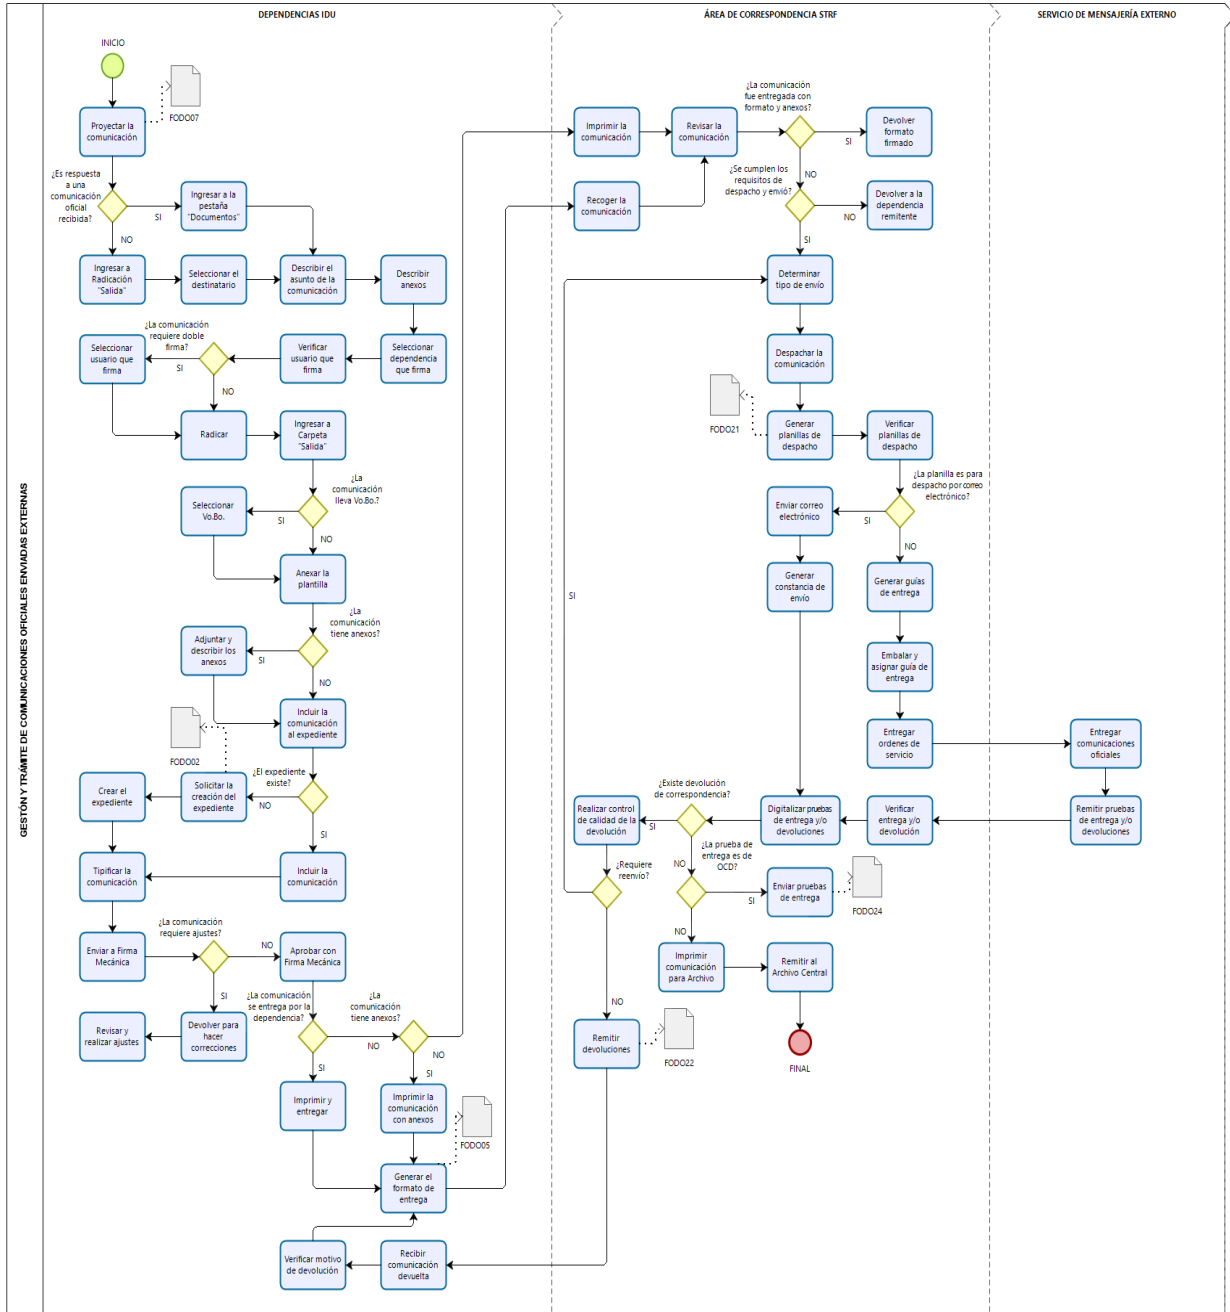 GESTIÓN Y TRÁMITE DE COMUNICACIONES OFICIALES ENVIADAS EXTERNAS
DEPENDENCIAS IDU
ÁREA DE CORRESPONDENCIA STRF
SERVICIO DE MENSAJERÍA EXTERNO
INICIO
FODO07
Proyectar la
comunicación
¿Es respuesta
a una
comunicación
oficial
recibida?
SI
NO
Ingresar a la
pestaña
"Documentos"
Ingresar a
Radicación
"Salida"
Seleccionar el
destinatario
Describir el
asunto de la
comunicación
Describir
anexos
¿La comunicación
requiere doble
firma?
SI
NO
Seleccionar
usuario que
firma
Verificar
usuario que
firma
Seleccionar
dependencia
que firma
Radicar
Ingresar a
Carpeta
"Salida"
¿La
comunicación
lleva Vo.Bo.?
SI
NO
Seleccionar
Vo.Bo.
Anexar la
plantilla
¿La
comunicación
tiene anexos?
SI
NO
Adjuntar y
describir los
anexos
Incluir la
comunicación
al expediente
FODO02
¿El expediente
existe?
NO
SI
Crear el
expediente
Solicitar la
creación del
expediente
Tipificar la
comunicación
Incluir la
comunicación
¿La comunicación
requiere ajustes?
NO
SI
Enviar a Firma
Mecánica
Aprobar con
Firma Mecánica
Revisar y
realizar ajustes
Devolver para
hacer
correcciones
¿La comunicación
se entrega por la
dependencia?
NO
SI
¿La
comunicación
tiene anexos?
NO
SI
Imprimir y
entregar
Imprimir la
comunicación
con anexos
FODO05
Generar el
formato de
entrega
Verificar motivo
de devolución
Recibir
comunicación
devuelta
Imprimir la
comunicación
Revisar la
comunicación
¿La comunicación
fue entregada con
formato y anexos?
SI
NO
Devolver
formato
firmado
Recoger la
comunicación
¿Se cumplen los
requisitos de
despacho y envió?
NO
SI
Devolver a la
dependencia
remitente
Determinar
tipo de envío
Despachar la
comunicación
FODO21
Generar
planillas de
despacho
Verificar
planillas de
despacho
¿La planilla es para
despacho por correo
electrónico?
SI
NO
Enviar correo
electrónico
Generar
constancia de
envío
Generar guías
de entrega
Embalar y
asignar guía de
entrega
Entregar
ordenes de
servicio
Entregar
comunicaciones
oficiales
Remitir pruebas
de entrega y/o
devoluciones
Verificar
entrega y/o
devolución
Digitalizar pruebas
de entrega y/o
devoluciones
¿Existe devolución
de correspondencia?
SI
NO
Realizar control
de calidad de la
devolución
¿Requiere
reenvío?
SI
NO
¿La prueba de
entrega es de
OCD?
SI
NO
Enviar pruebas
de entrega
FODO24
Imprimir
comunicación
para Archivo
Remitir al
Archivo Central
Remitir
devoluciones
FODO22
FINAL